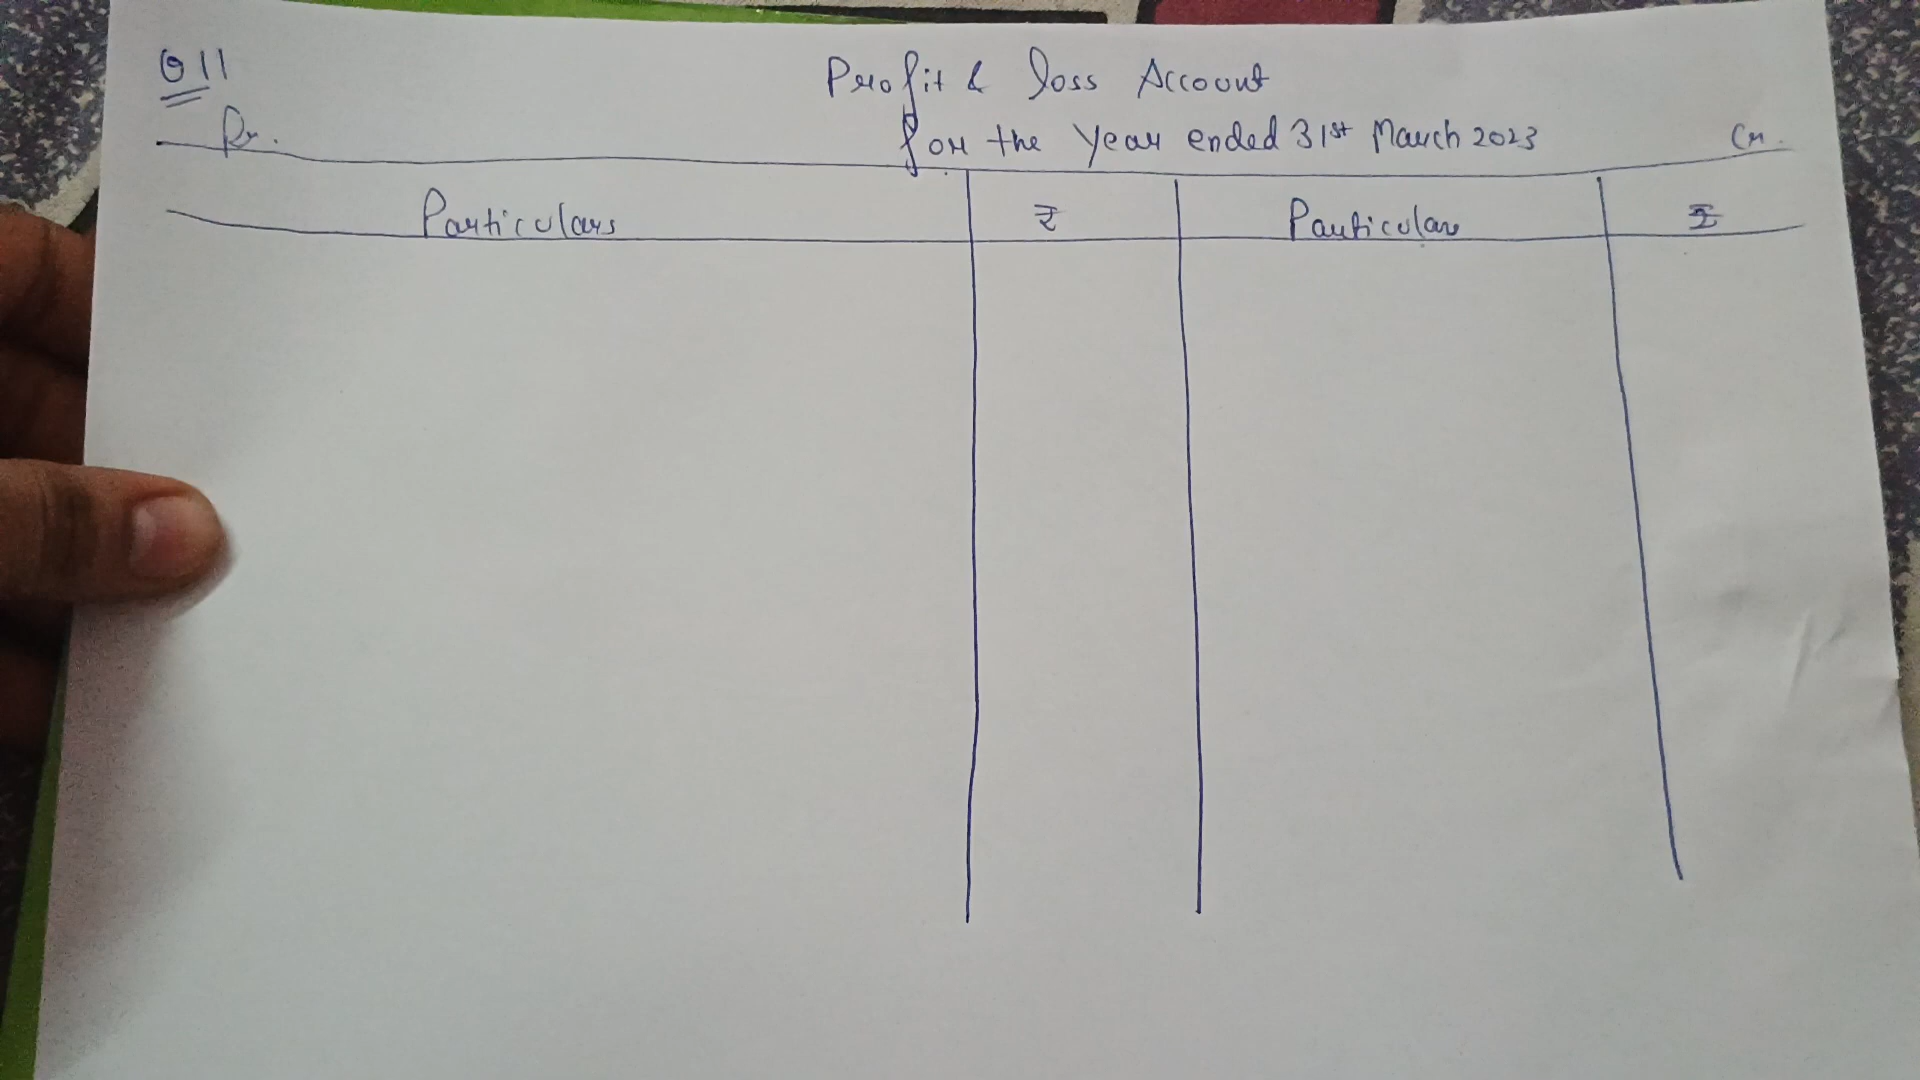 Q11
Profit & loss Account
for the Year ended 31st March 2023
Dr. Cr.
Particulars ₹ Particulars ₹